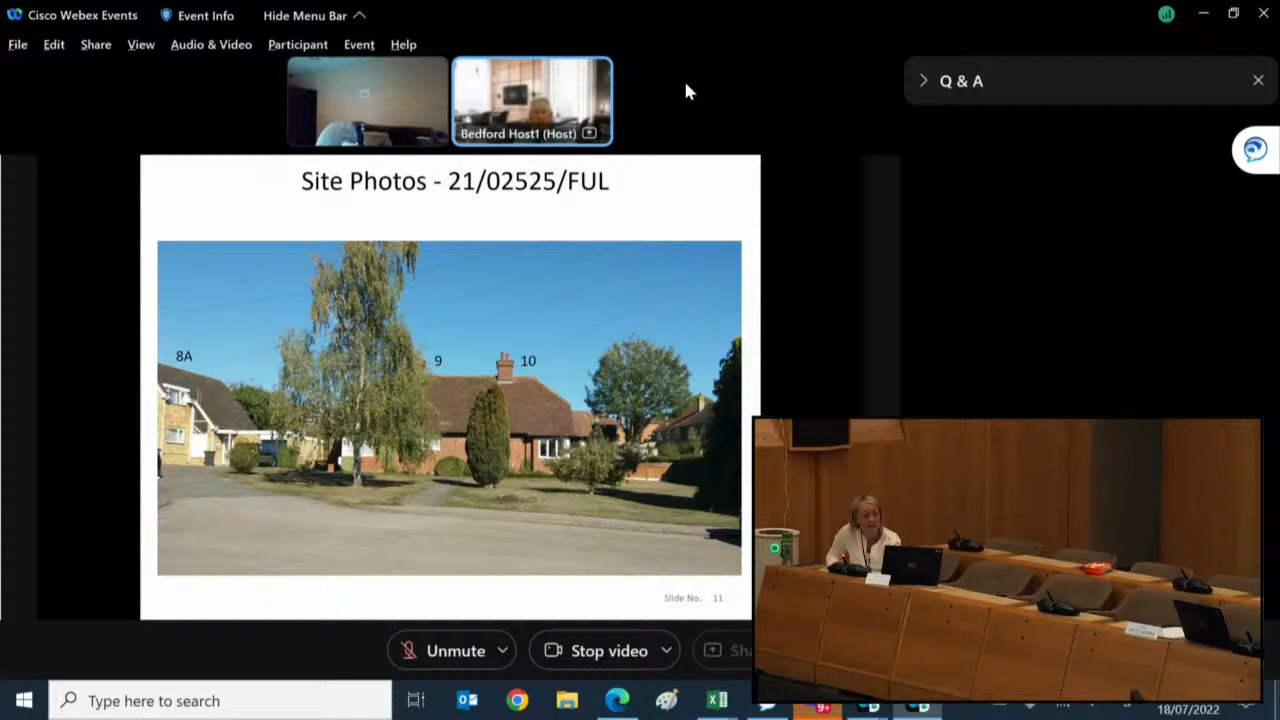 Cisco Webex Events
Event Info
Hide Menu Bar
File Edit Share View Audio & Video Participant Event Help
Bedford Host1 (Host)
Q & A
Site Photos - 21/02525/FUL
8A
9
10
Slide No. 11
Unmute
Stop video
Type here to search
9+
18/07/2022